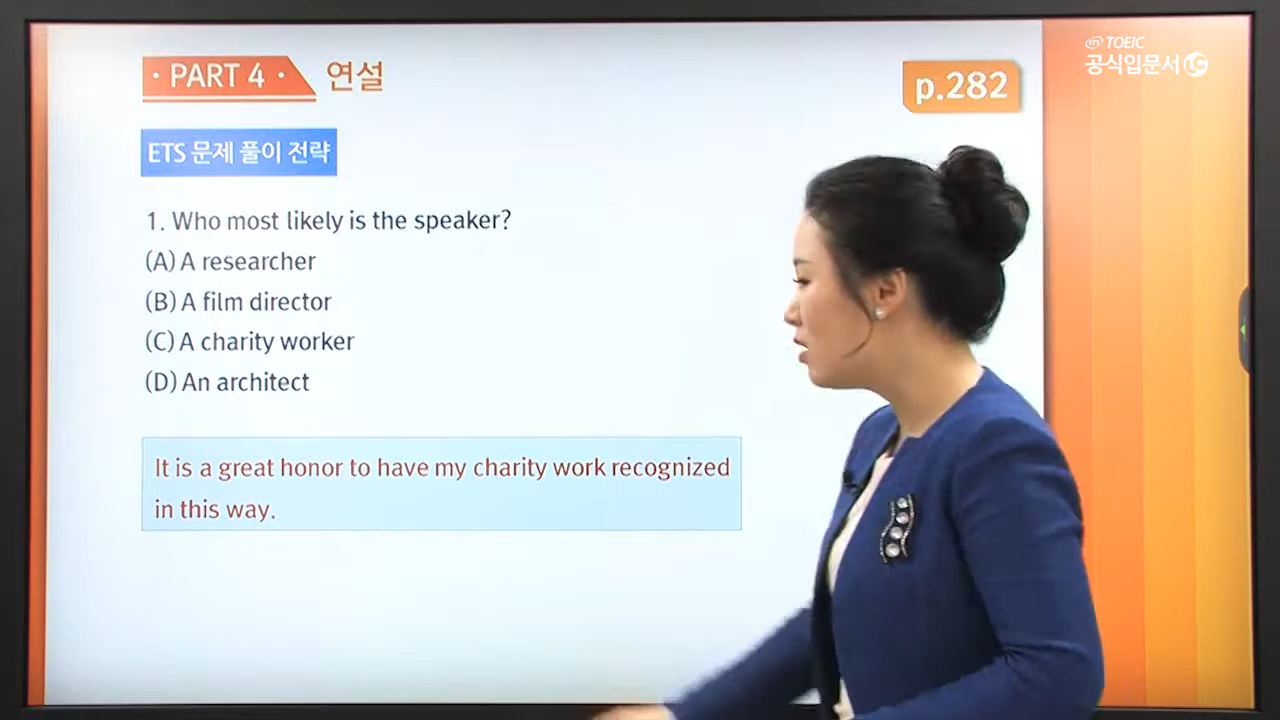 · PART 4 · 연설
p.282
ETS TOEIC
공식입문서 LC
ETS 문제 풀이 전략
1. Who most likely is the speaker?
(A) A researcher
(B) A film director
(C) A charity worker
(D) An architect
It is a great honor to have my charity work recognized
in this way.